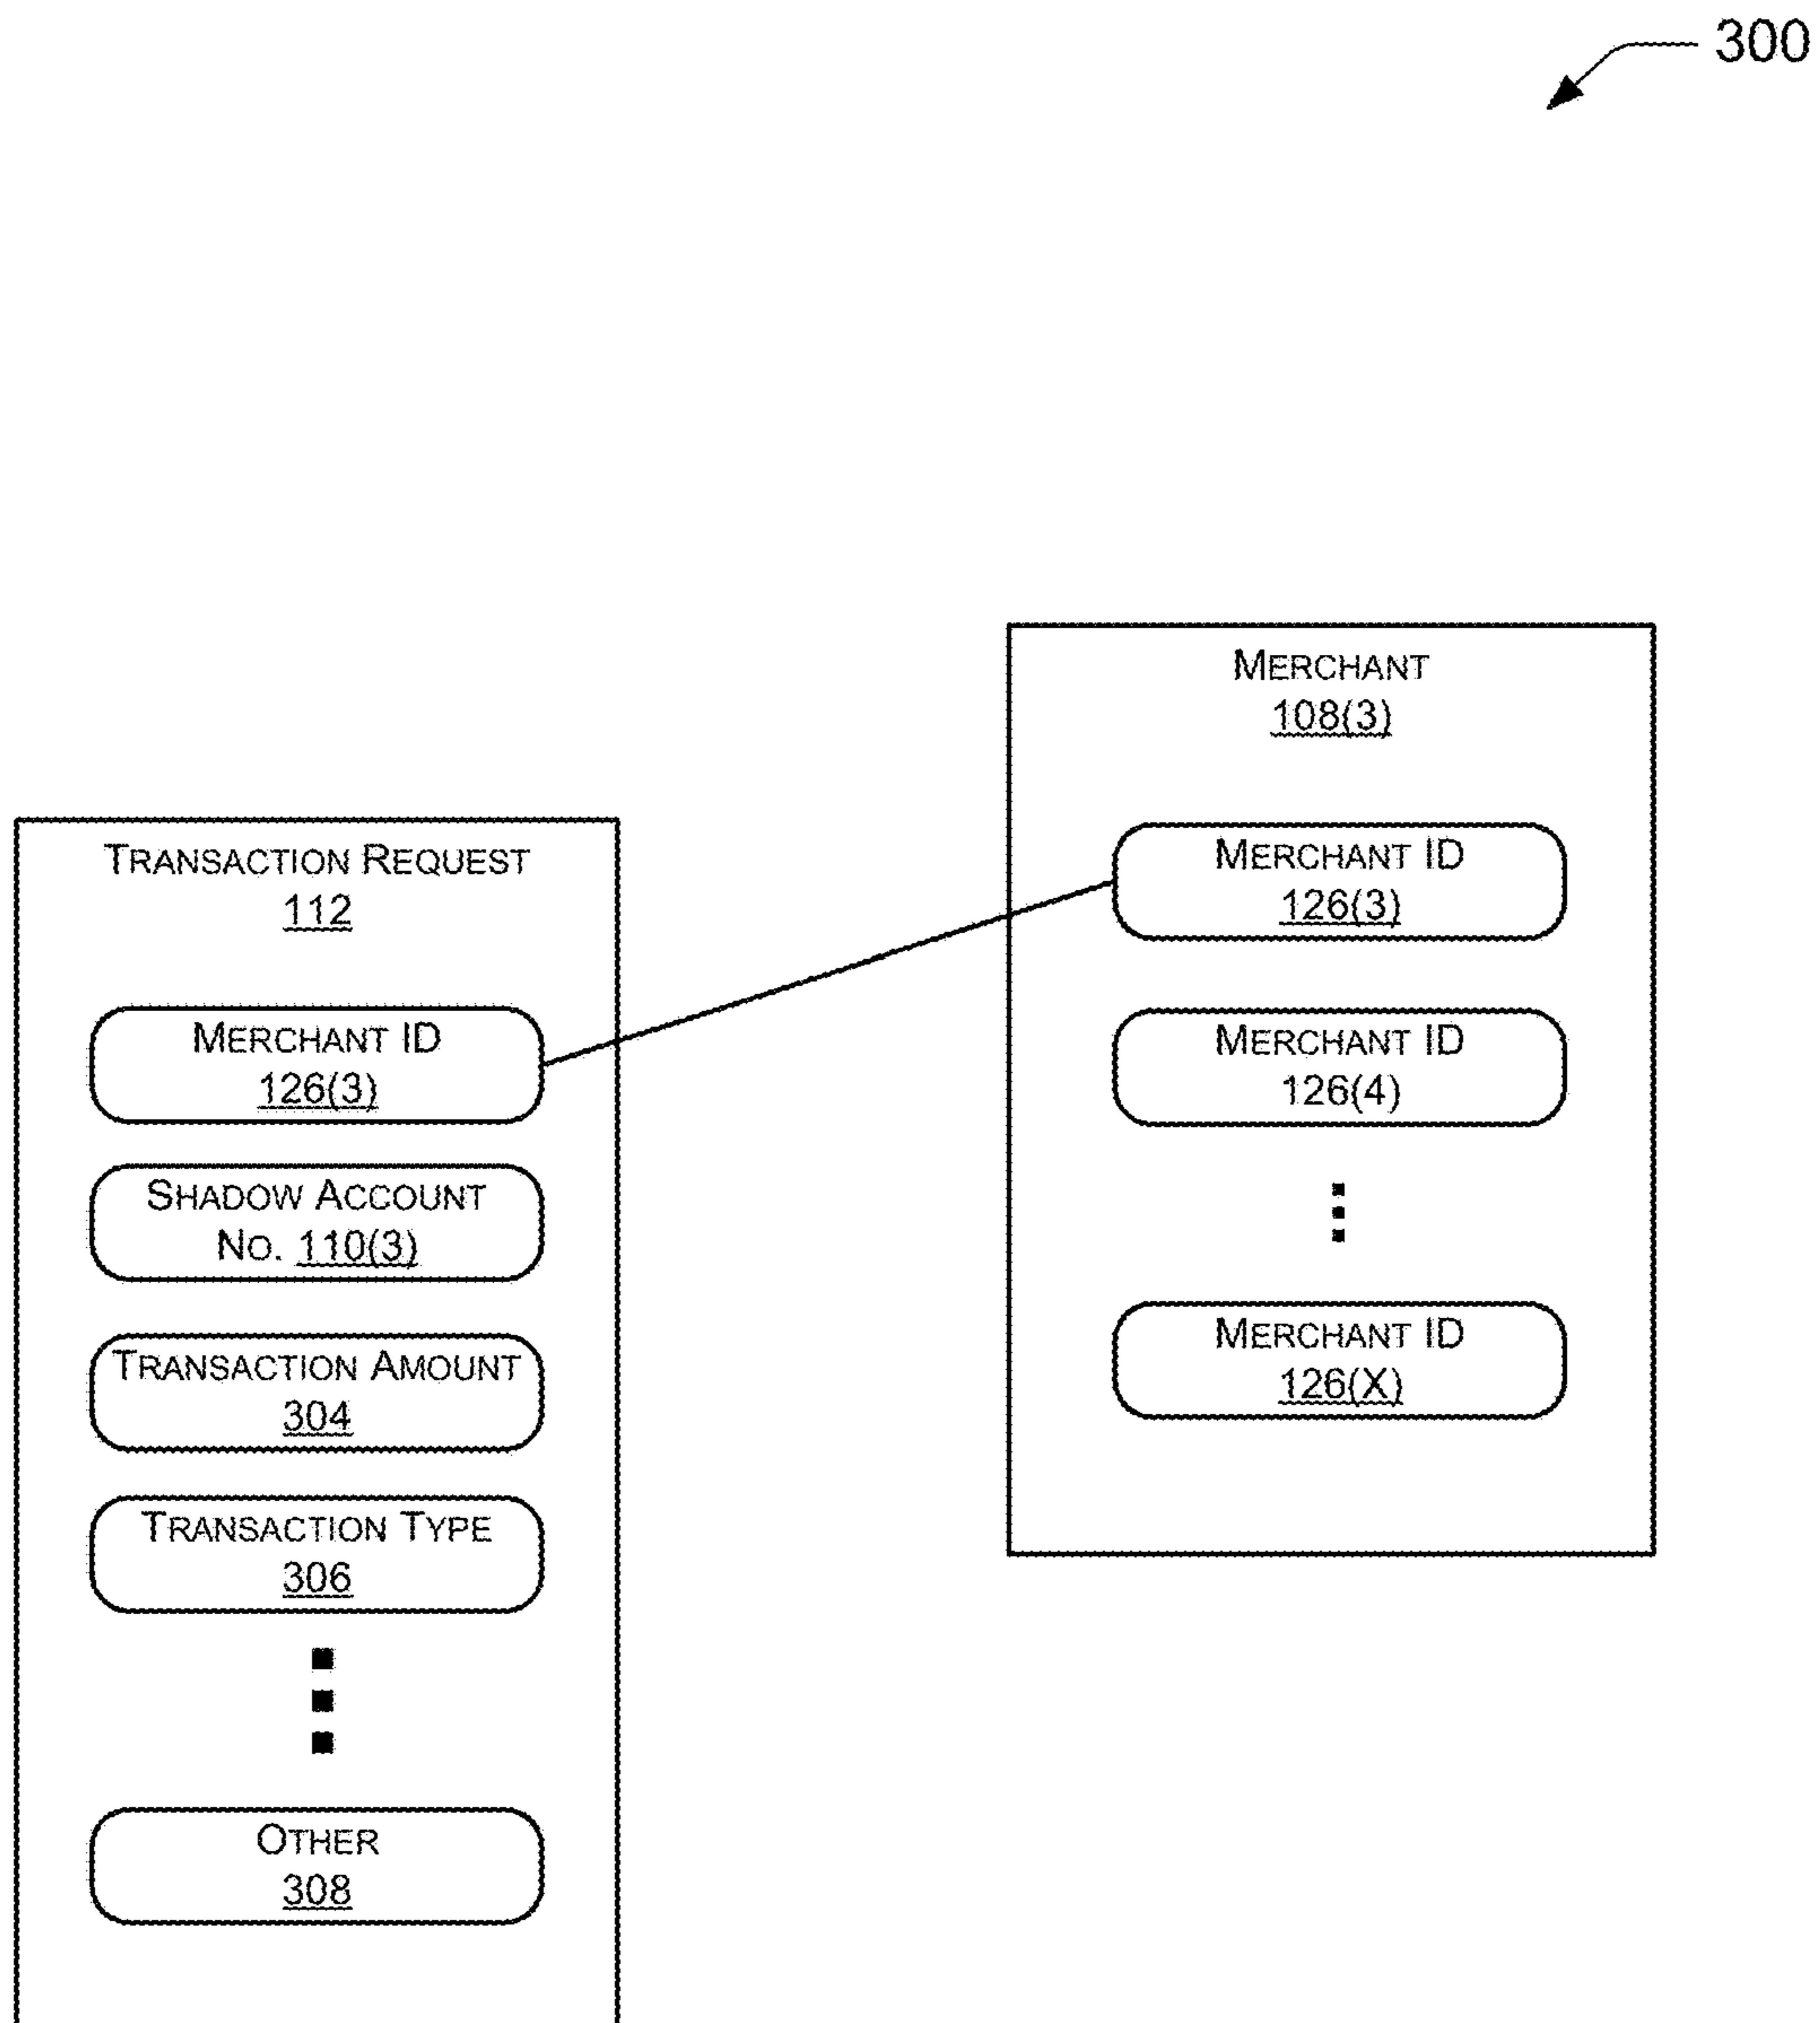 300
MERCHANT
108(3)
MERCHANT ID
126(3)
MERCHANT ID
126(4)
MERCHANT ID
126(X)
TRANSACTION REQUEST
112
MERCHANT ID
126(3)
SHADOW ACCOUNT
NO. 110(3)
TRANSACTION AMOUNT
304
TRANSACTION TYPE
306
OTHER
308